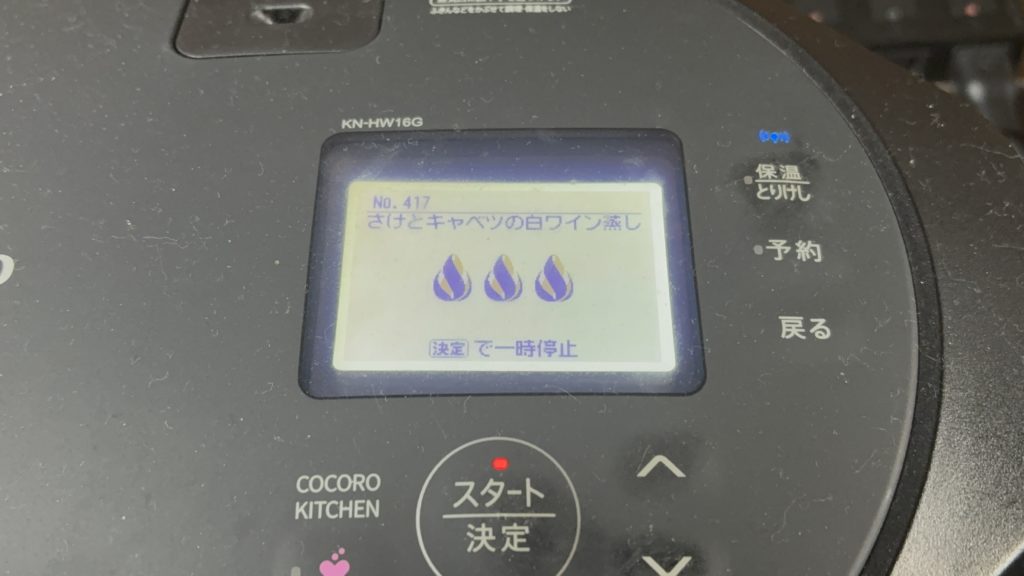 KN-HW16G
No.417
さけとキャベツの白ワイン蒸し
決定 で一時停止
保温
とりけし
予約
戻る
COCORO
KITCHEN
スタート
決定